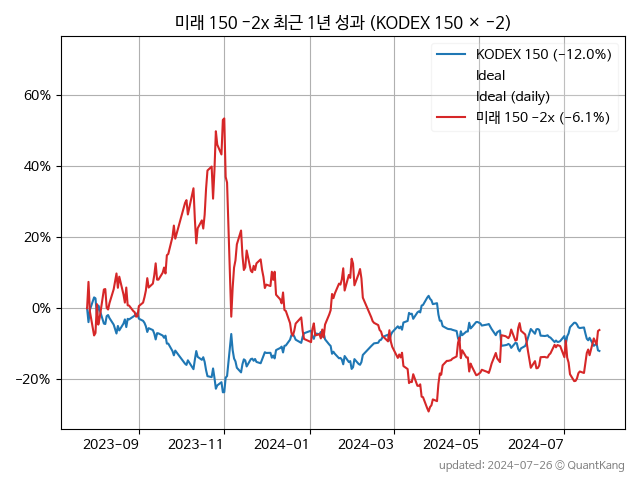 미래 150 −2x 최근 1년 성과 (KODEX 150 × −2)
KODEX 150 (−12.0%)
Ideal
Ideal (daily)
미래 150 −2x (−6.1%)
60%
40%
20%
0%
−20%
2023−09 2023−11 2024−01 2024−03 2024−05 2024−07
updated: 2024−07−26 © QuantKang